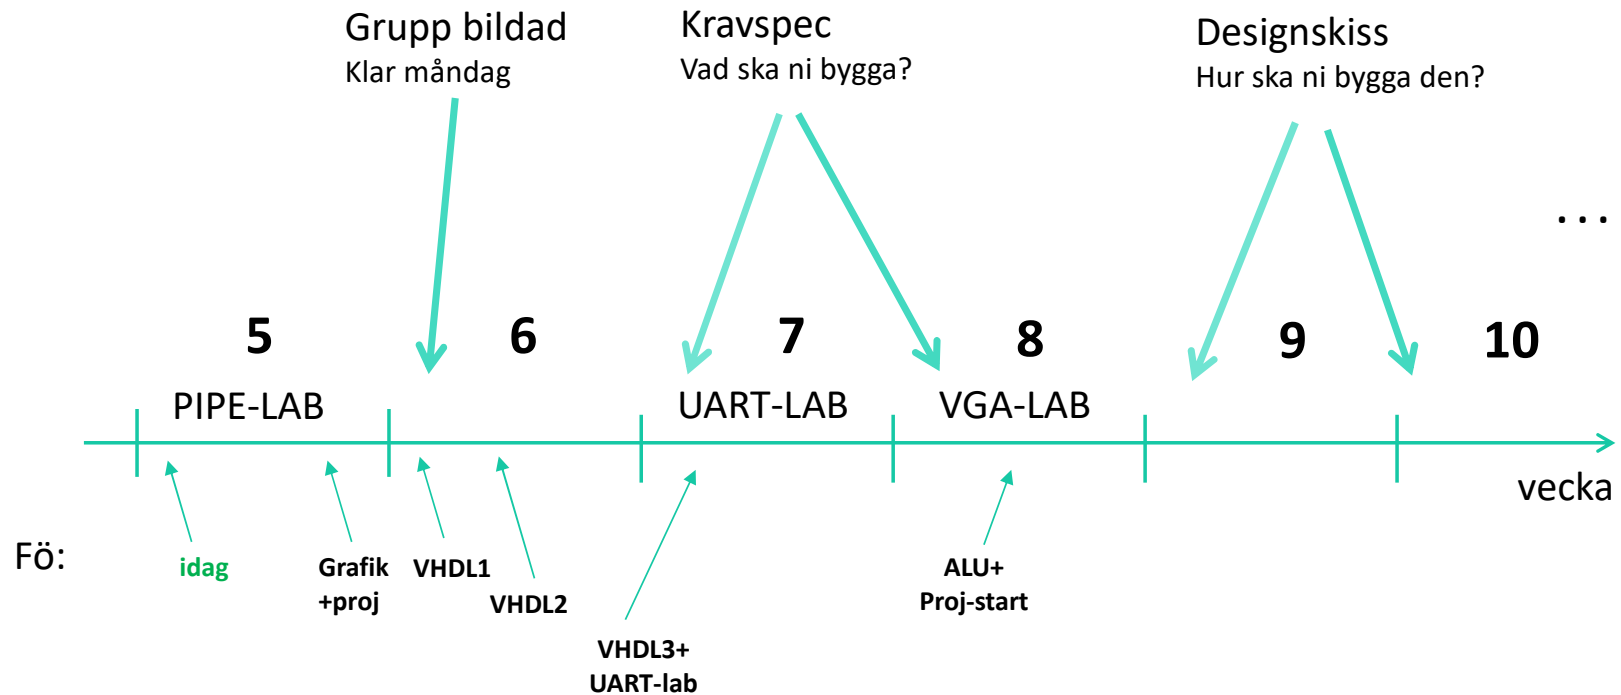 Grupp bildad
Klar måndag
Kravspec
Vad ska ni bygga?
Designskiss
Hur ska ni bygga den?
...
5
6
7
8
9
10
PIPE-LAB
UART-LAB
VGA-LAB
vecka
Fö:
idag
Grafik
+proj
VHDL1
VHDL2
VHDL3+
UART-lab
ALU+
Proj-start